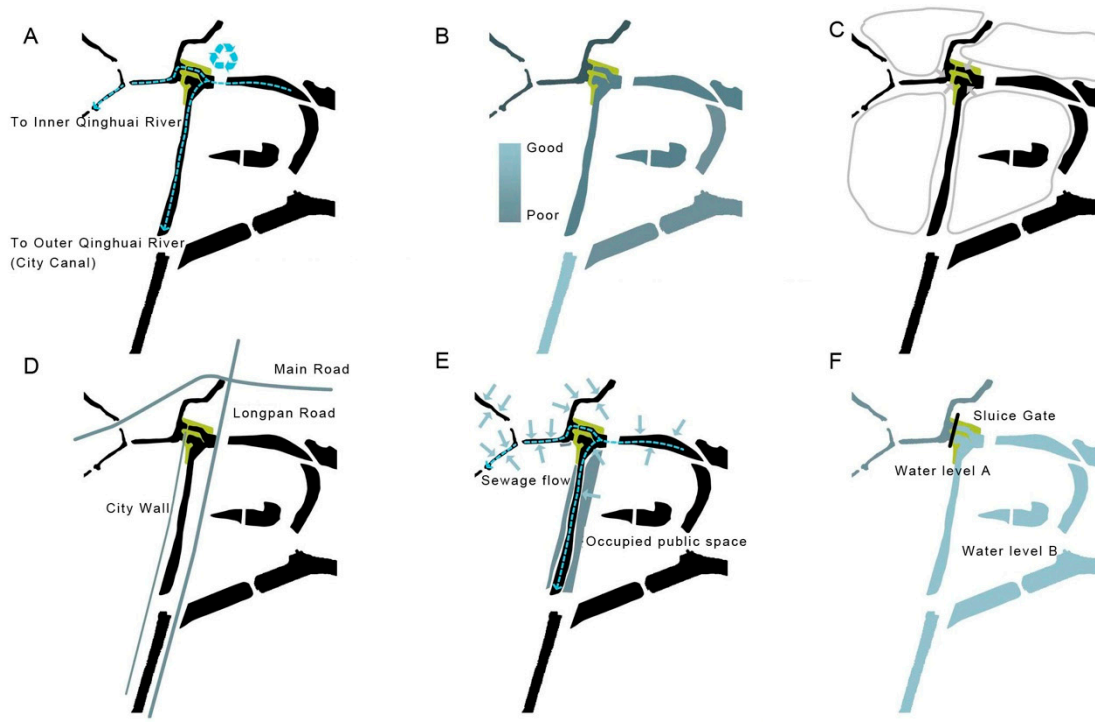 A
To Inner Qinghuai River
To Outer Qinghuai River
(City Canal)
B
Good
Poor
C
D
Main Road
Longpan Road
City Wall
E
Sewage flow
Occupied public space
F
Sluice Gate
Water level A
Water level B